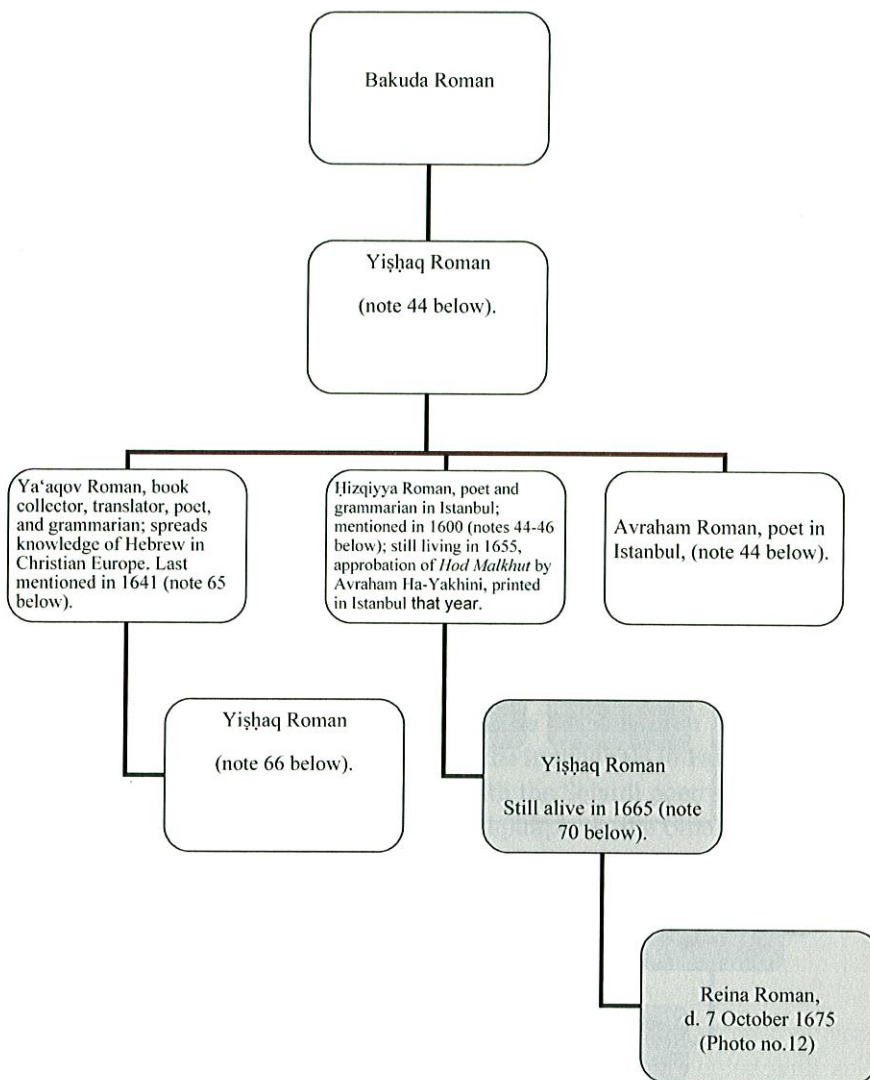 Bakuda Roman
Yiṣḥaq Roman
(note 44 below).
Ya‘aqov Roman, book
collector, translator, poet,
and grammarian; spreads
knowledge of Hebrew in
Christian Europe. Last
mentioned in 1641 (note 65
below).
Ḥizqiyya Roman, poet and
grammarian in Istanbul;
mentioned in 1600 (notes 44-46
below); still living in 1655,
approbation of Hod Malkhut by
Avraham Ha-Yakhini, printed
in Istanbul that year.
Avraham Roman, poet in
Istanbul, (note 44 below).
Yiṣḥaq Roman
(note 66 below).
Yiṣḥaq Roman
Still alive in 1665 (note
70 below).
Reina Roman,
d. 7 October 1675
(Photo no.12)